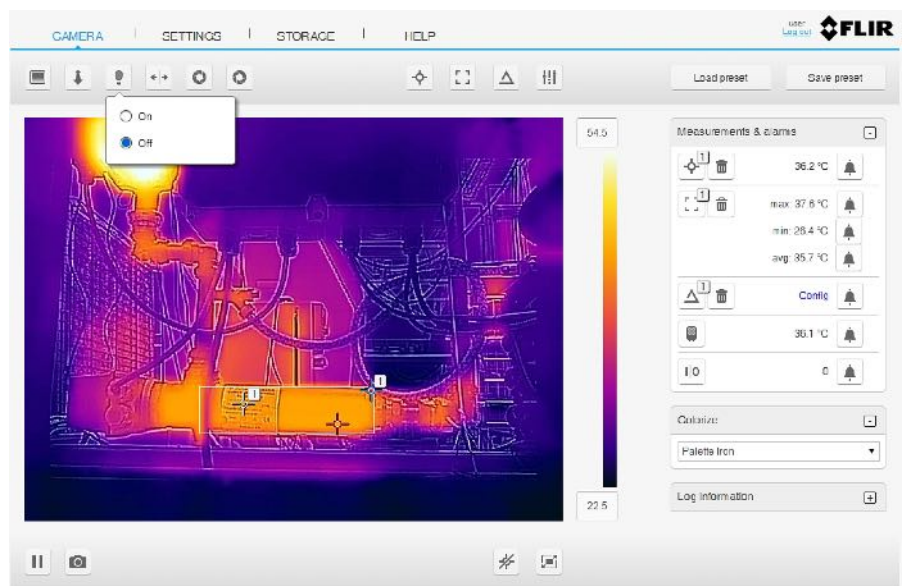 CAMERA SETTINGS STORAGE HELP
user
Log out
FLIR
Load preset Save preset
On
Off
54.5
22.5
1
1
Measurements & alarms
1 36.2 °C
1 max: 37.6 °C
min: 26.4 °C
avg: 35.7 °C
1 Config
36.1 °C
I/O 0
Colorize
Palette Iron
Log information